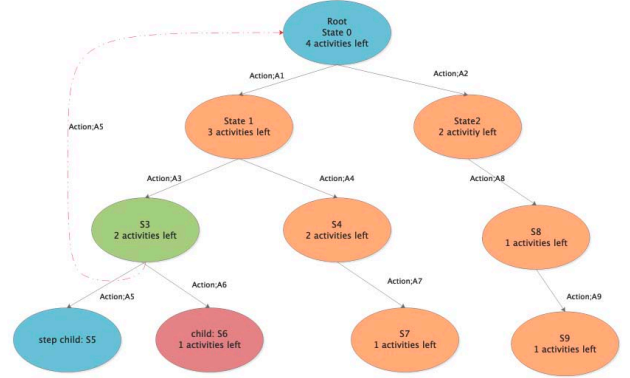 Root
State 0
4 activities left
Action;A1
Action;A2
State 1
3 activities left
State2
2 activitiy left
Action;A5
Action;A3
Action;A4
Action;A8
S3
2 activities left
S4
2 activities left
S8
1 activities left
Action;A5
Action;A6
Action;A7
Action;A9
step child: S5
child: S6
1 activities left
S7
1 activities left
S9
1 activities left